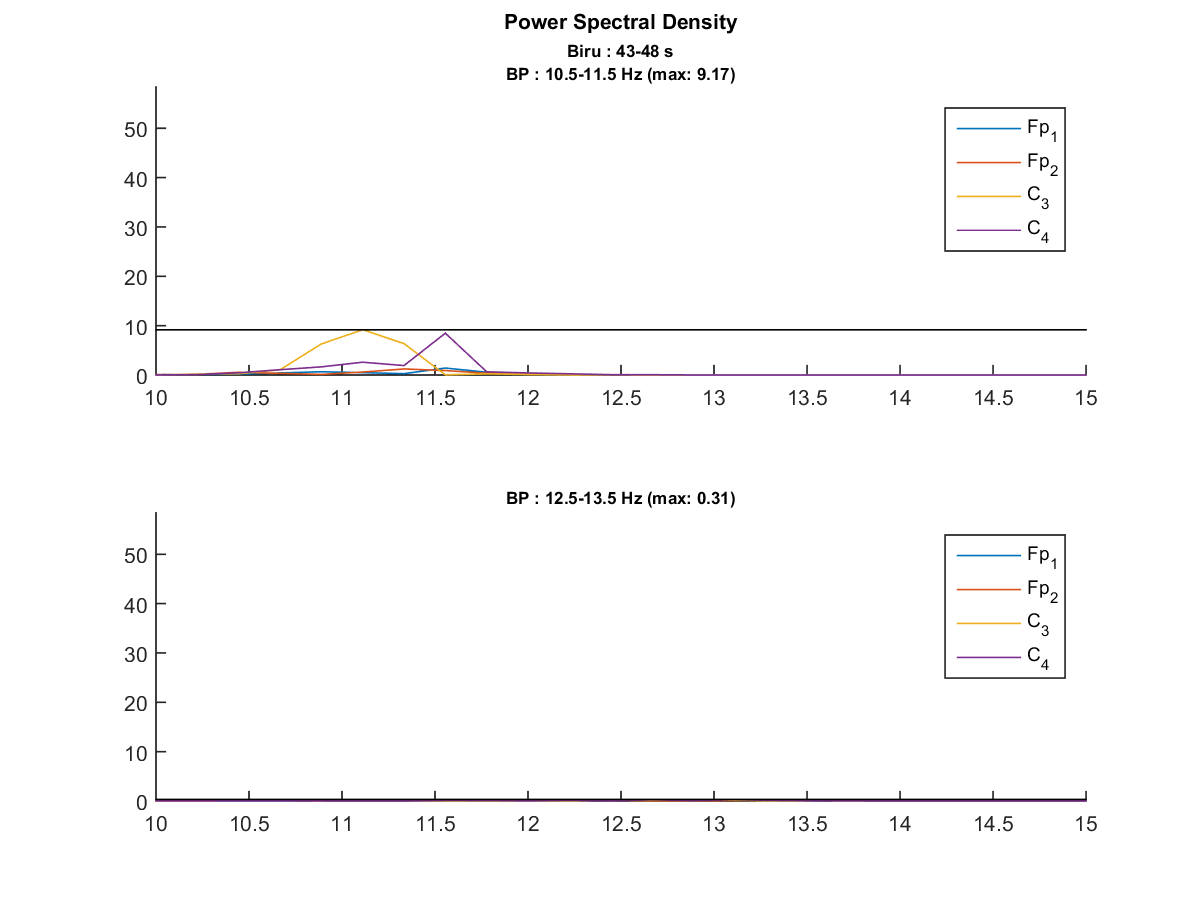 Power Spectral Density
Biru : 43-48 s
BP : 10.5-11.5 Hz (max: 9.17)
50
40
30
20
10
0
10 10.5 11 11.5 12 12.5 13 13.5 14 14.5 15
Fp1
Fp2
C3
C4
BP : 12.5-13.5 Hz (max: 0.31)
50
40
30
20
10
0
10 10.5 11 11.5 12 12.5 13 13.5 14 14.5 15
Fp1
Fp2
C3
C4